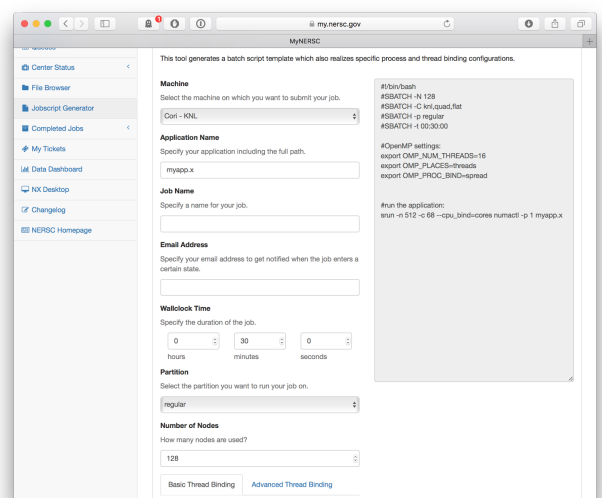 my.nersc.gov
MyNERSC
Center Status
File Browser
Jobscript Generator
Completed Jobs
My Tickets
Data Dashboard
NX Desktop
Changelog
NERSC Homepage
This tool generates a batch script template which also realizes specific process and thread binding configurations.
Machine
Select the machine on which you want to submit your job.
Cori - KNL
Application Name
Specify your application including the full path.
myapp.x
Job Name
Specify a name for your job.
Email Address
Specify your email address to get notified when the job enters a
certain state.
Wallclock Time
Specify the duration of the job.
0 30 0
hours minutes seconds
Partition
Select the partition you want to run your job on.
regular
Number of Nodes
How many nodes are used?
128
Basic Thread Binding Advanced Thread Binding
#!/bin/bash
#SBATCH -N 128
#SBATCH -C knl,quad,flat
#SBATCH -p regular
#SBATCH -t 00:30:00
#OpenMP settings:
export OMP_NUM_THREADS=16
export OMP_PLACES=threads
export OMP_PROC_BIND=spread
#run the application:
srun -n 512 -c 68 --cpu_bind=cores numactl -p 1 myapp.x